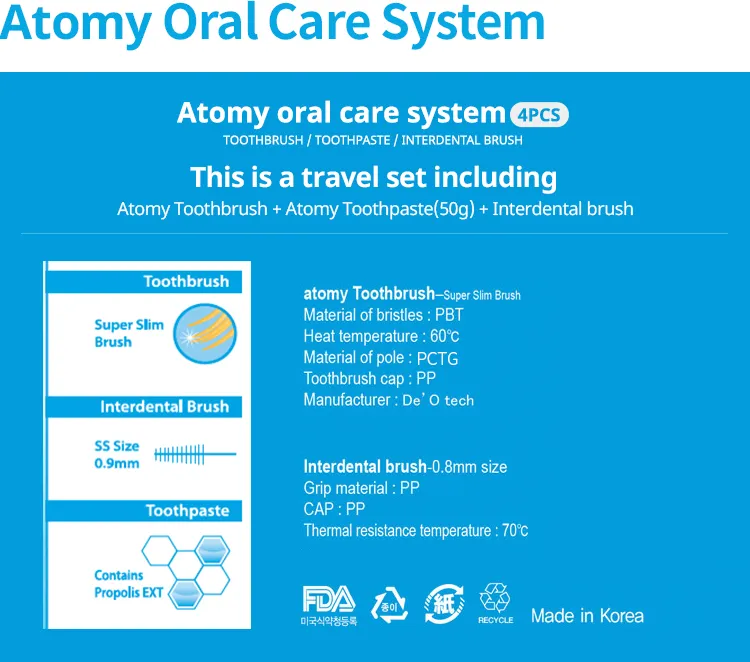 Atomy Oral Care System
Atomy oral care system 4PCS
TOOTHBRUSH / TOOTHPASTE / INTERDENTAL BRUSH
This is a travel set including
Atomy Toothbrush + Atomy Toothpaste(50g) + Interdental brush
Toothbrush
Super Slim
Brush
Interdental Brush
SS Size
0.9mm
Toothpaste
Contains
Propolis EXT
atomy Toothbrush–Super Slim Brush
Material of bristles : PBT
Heat temperature : 60℃
Material of pole : PCTG
Toothbrush cap : PP
Manufacturer : De' O tech
Interdental brush-0.8mm size
Grip material : PP
CAP : PP
Thermal resistance temperature : 70℃
FDA
미국식약청등록
종이
紙
RECYCLE
Made in Korea